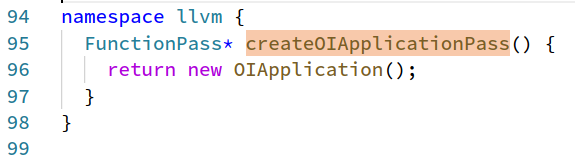 94 namespace llvm {
95   FunctionPass* createOIApplicationPass() {
96     return new OIApplication();
97   }
98 }
99